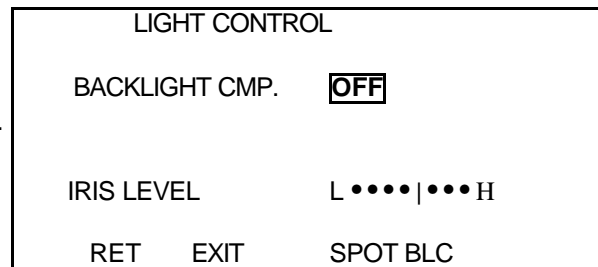 LIGHT CONTROL
BACKLIGHT CMP. OFF
IRIS LEVEL L ••••|••• H
RET EXIT SPOT BLC